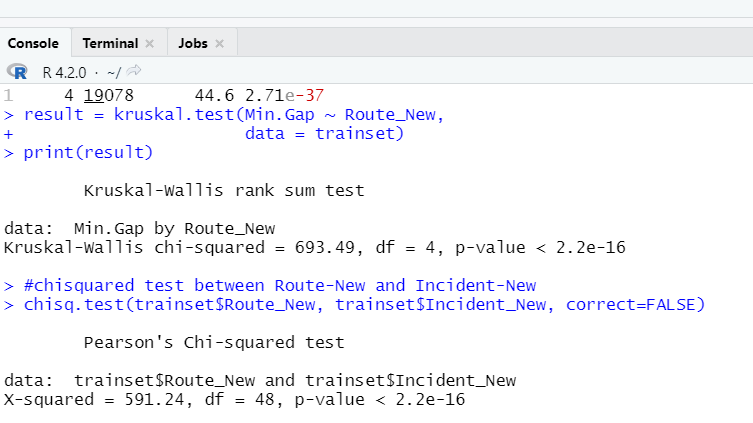 Console Terminal × Jobs ×
R R 4.2.0 · ~/
1     4 19078      44.6 2.71e-37
> result = kruskal.test(Min.Gap ~ Route_New,
+                       data = trainset)
> print(result)
        Kruskal-Wallis rank sum test
data:  Min.Gap by Route_New
Kruskal-Wallis chi-squared = 693.49, df = 4, p-value < 2.2e-16
> #chisquared test between Route-New and Incident-New
> chisq.test(trainset$Route_New, trainset$Incident_New, correct=FALSE)
        Pearson's Chi-squared test
data:  trainset$Route_New and trainset$Incident_New
X-squared = 591.24, df = 48, p-value < 2.2e-16